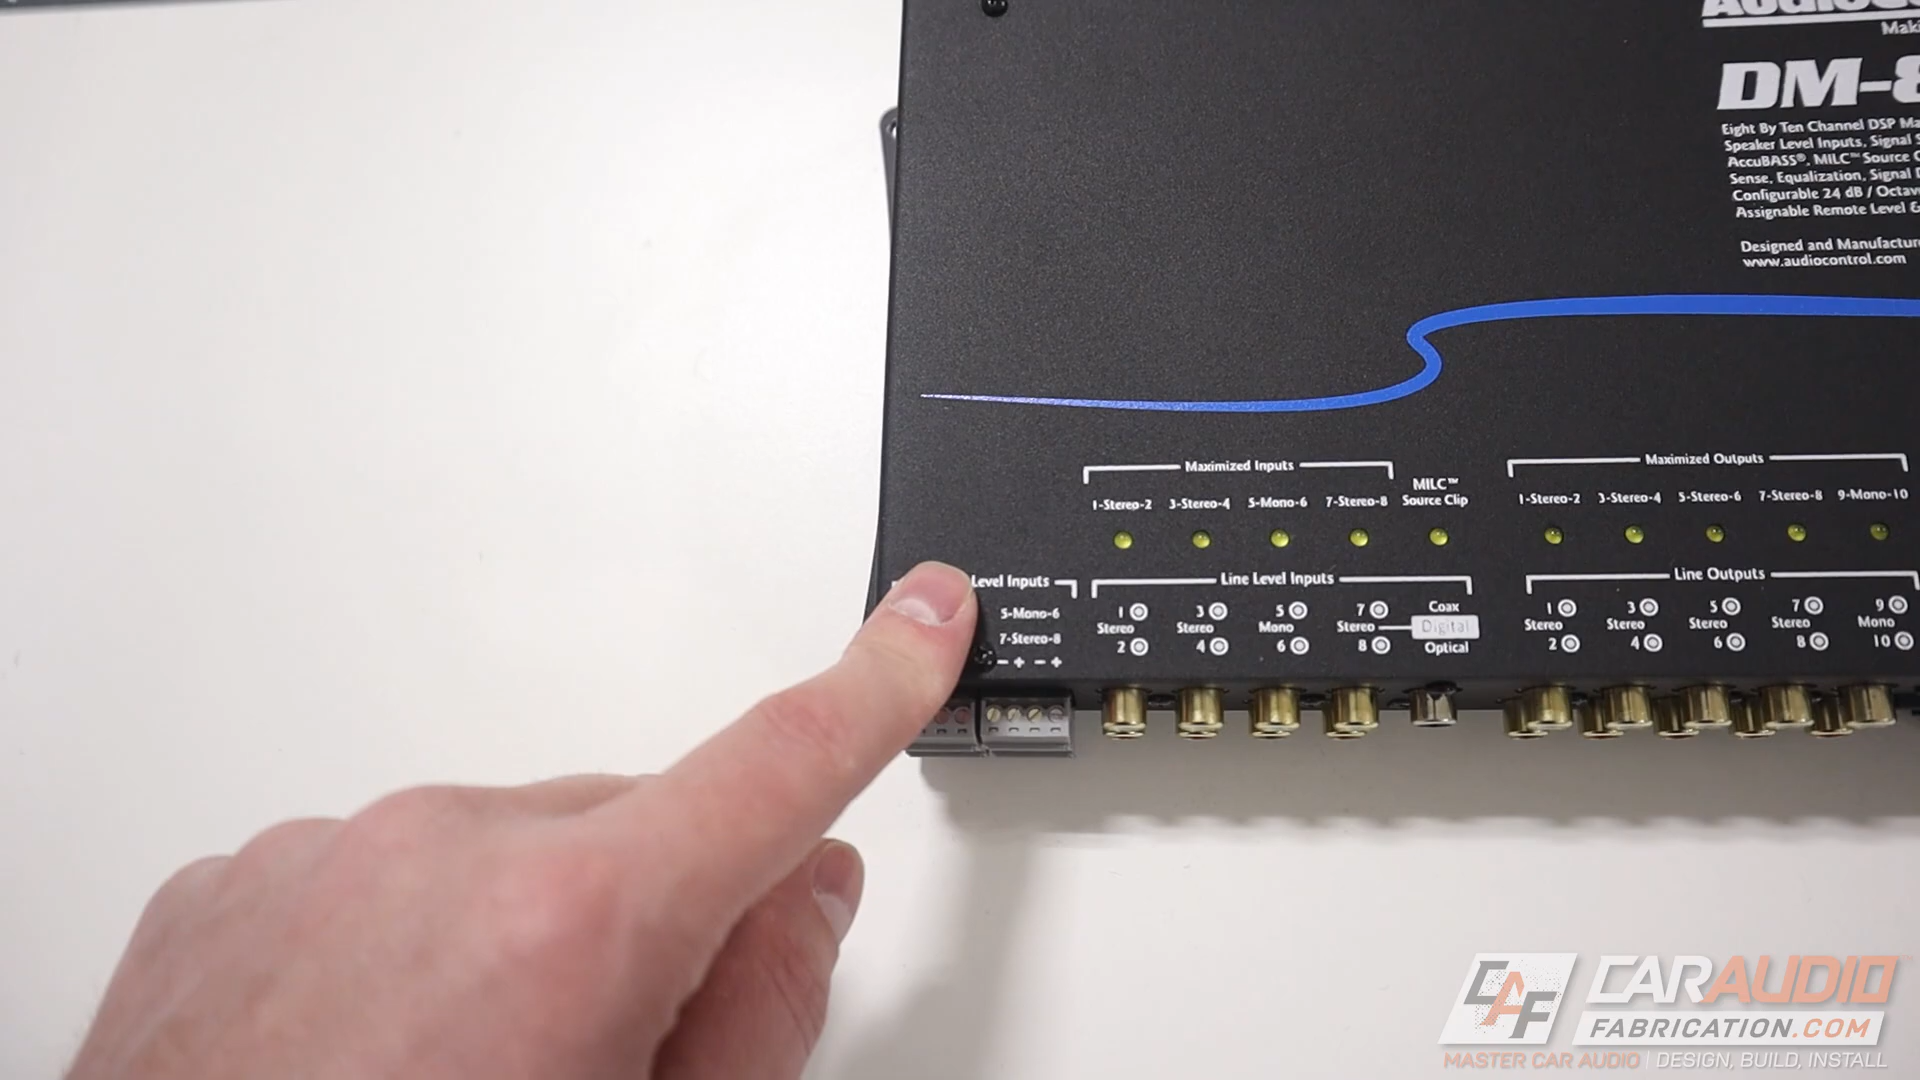 Maki
DM-8
Eight By Ten Channel DSP Ma
Speaker Level Inputs, Signal S
AccuBASS®, MILC™ Source C
Sense, Equalization, Signal D
Configurable 24 dB / Octav
Assignable Remote Level &
Designed and Manufacture
www.audiocontrol.com
Maximized Inputs
1-Stereo-2 3-Stereo-4 5-Mono-6 7-Stereo-8
MILC™
Source Clip
Maximized Outputs
1-Stereo-2 3-Stereo-4 5-Stereo-6 7-Stereo-8 9-Mono-10
Level Inputs
5-Mono-6
7-Stereo-8
- + - +
Line Level Inputs
1 3 5 7 Coax
Stereo Stereo Mono Stereo Digital
2 4 6 8 Optical
Line Outputs
1 3 5 7 9
Stereo Stereo Stereo Stereo Mono
2 4 6 8 10
CAF
CARAUDIO
FABRICATION.COM
MASTER CAR AUDIO | DESIGN, BUILD, INSTALL